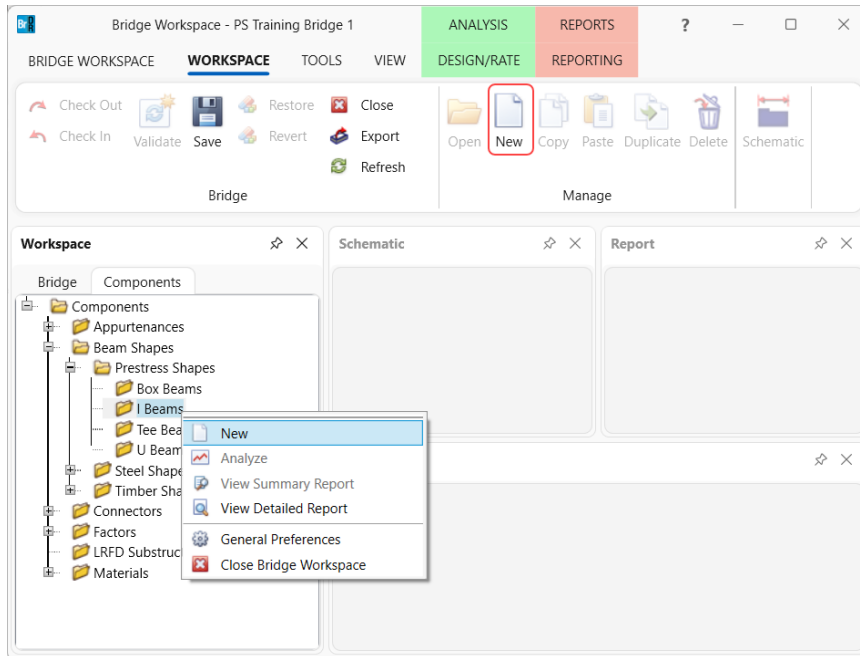 Br
Bridge Workspace - PS Training Bridge 1
ANALYSIS
REPORTS
?
BRIDGE WORKSPACE
WORKSPACE
TOOLS
VIEW
DESIGN/RATE
REPORTING
Check Out
Check In
Validate
Save
Restore
Revert
Close
Export
Refresh
Bridge
Open
New
Copy
Paste
Duplicate
Delete
Schematic
Manage
Workspace
Bridge
Components
Components
Appurtenances
Beam Shapes
Prestress Shapes
Box Beams
I Beams
Tee Bea
U Beam
Steel Shape
Timber Sha
Connectors
Factors
LRFD Substruc
Materials
New
Analyze
View Summary Report
View Detailed Report
General Preferences
Close Bridge Workspace
Schematic
Report